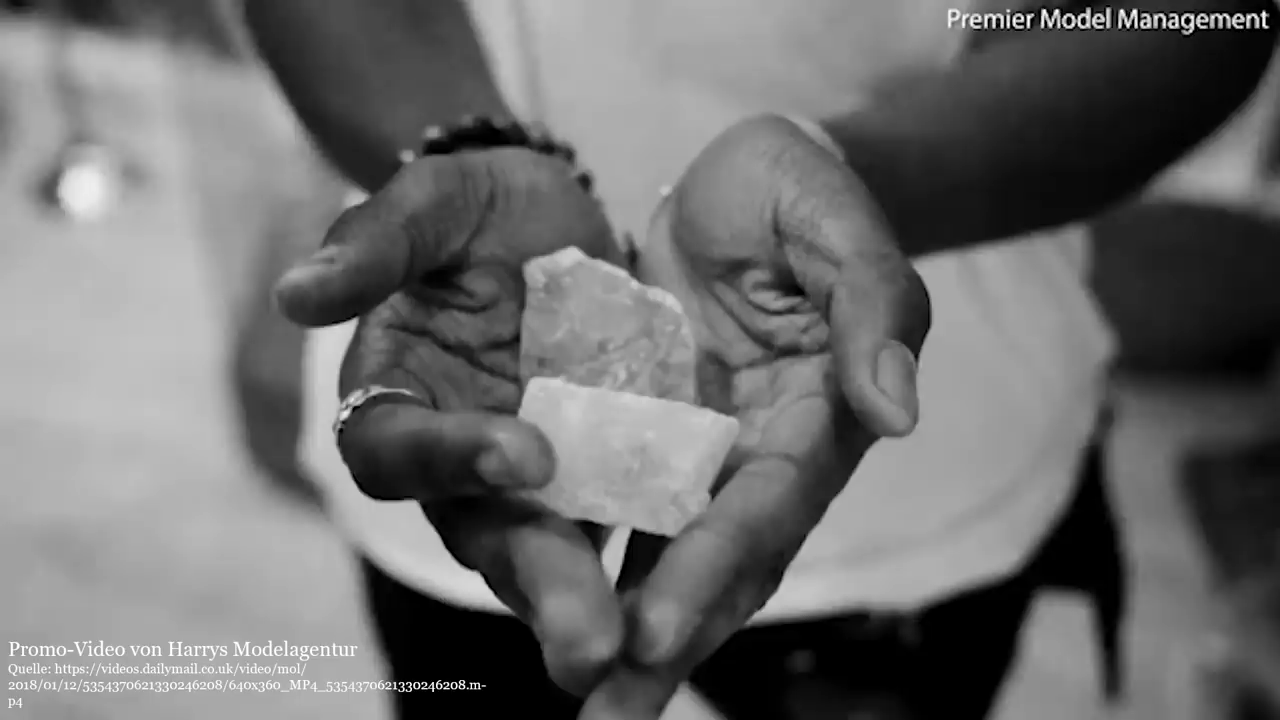 Premier Model Management
Promo-Video von Harrys Modelagentur
Quelle: https://videos.dailymail.co.uk/video/mol/
2018/01/12/5354370621330246208/640x360_MP4_5354370621330246208.m-
p4